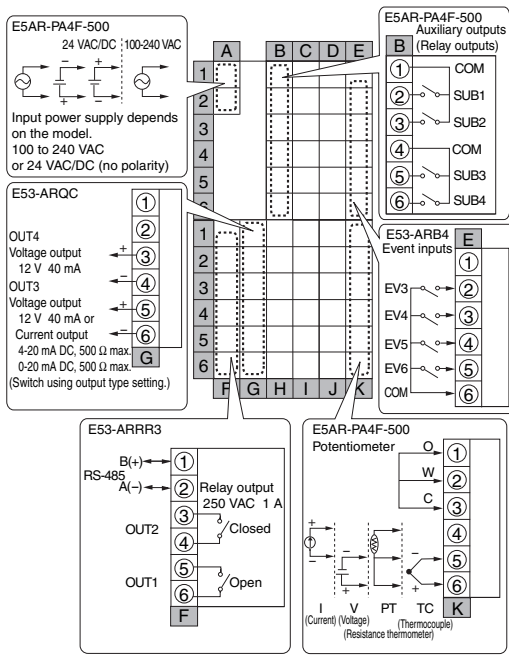 E5AR-PA4F-500
24 VAC/DC
100-240 VAC
+ − − +
Input power supply depends
on the model.
100 to 240 VAC
or 24 VAC/DC (no polarity)
A B C D E
1
2
3
4
5
6
1
2
3
4
5
6
F G H I J K
E5AR-PA4F-500
Auxiliary outputs
(Relay outputs)
B
① COM
② SUB1
③ SUB2
④ COM
⑤ SUB3
⑥ SUB4
E53-ARQC
①
②
③
④
⑤
⑥
G
OUT4
Voltage output
12 V 40 mA
+
−
OUT3
Voltage output
12 V 40 mA or
Current output
+
−
4-20 mA DC, 500 Ω max.
0-20 mA DC, 500 Ω max.
(Switch using output type setting.)
E53-ARB4
Event inputs
E
①
EV3 ②
EV4 ③
EV5 ④
EV6 ⑤
COM ⑥
E53-ARRR3
B(+) ①
RS-485
A(−) ②
Relay output
250 VAC 1 A
③
OUT2 Closed
④
⑤
OUT1 Open
⑥
F
E5AR-PA4F-500
Potentiometer
O ①
W ②
C ③
④
⑤
⑥
+ − − + − +
I V PT TC K
(Current) (Voltage) (Thermocouple)
(Resistance thermometer)